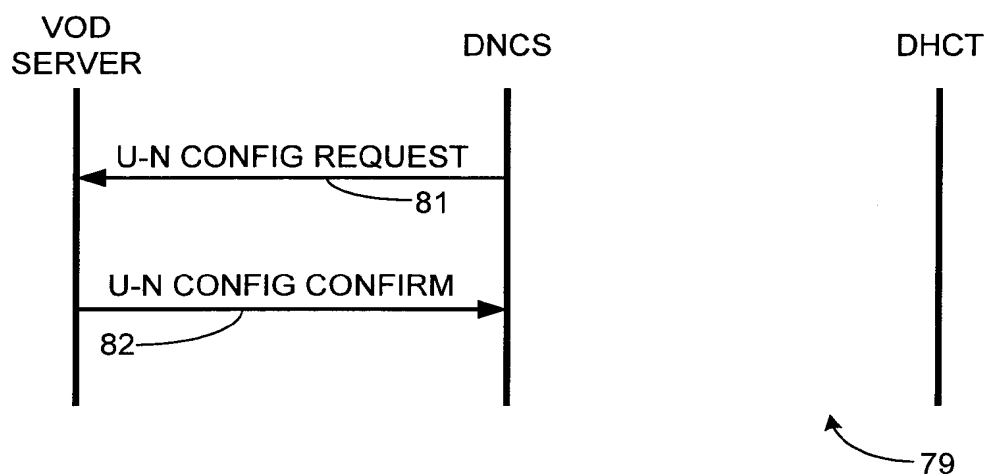 VOD
SERVER
DNCS
DHCT
U-N CONFIG REQUEST
81
U-N CONFIG CONFIRM
82
79